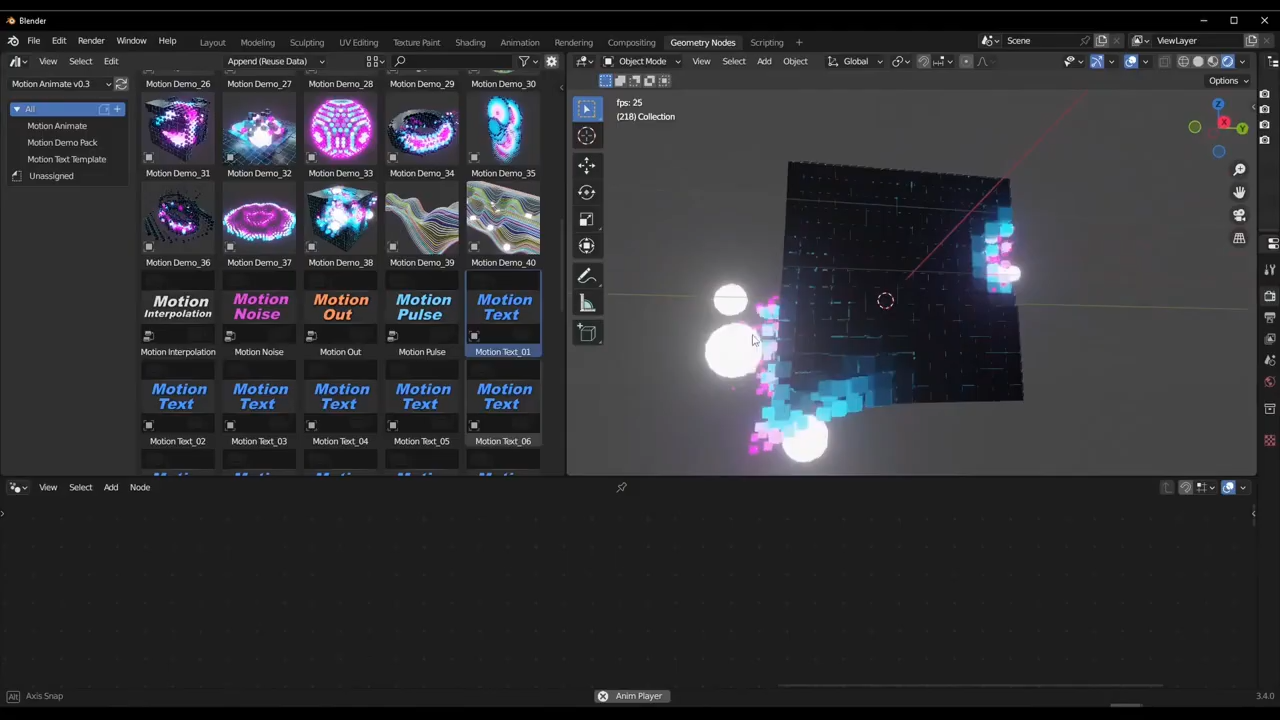 Blender
File Edit Render Window Help
Layout Modeling Sculpting UV Editing Texture Paint Shading Animation Rendering Compositing Geometry Nodes Scripting +
Scene
ViewLayer
View Select Edit
Append (Reuse Data)
Object Mode
View Select Add Object
Global
Motion Animate v0.3
All
Motion Animate
Motion Demo Pack
Motion Text Template
Unassigned
Options
fps: 25
(218) Collection
Z
X
Y
Motion Demo_26 Motion Demo_27 Motion Demo_28 Motion Demo_29 Motion Demo_30
Motion Demo_31 Motion Demo_32 Motion Demo_33 Motion Demo_34 Motion Demo_35
Motion Demo_36 Motion Demo_37 Motion Demo_38 Motion Demo_39 Motion Demo_40
Motion Interpolation
Motion Noise
Motion Out
Motion Pulse
Motion Text
Motion Interpolation Motion Noise Motion Out Motion Pulse Motion Text_01
Motion Text
Motion Text
Motion Text
Motion Text
Motion Text
Motion Text_02 Motion Text_03 Motion Text_04 Motion Text_05 Motion Text_06
View Select Add Node
Alt Axis Snap
Anim Player
3.4.0